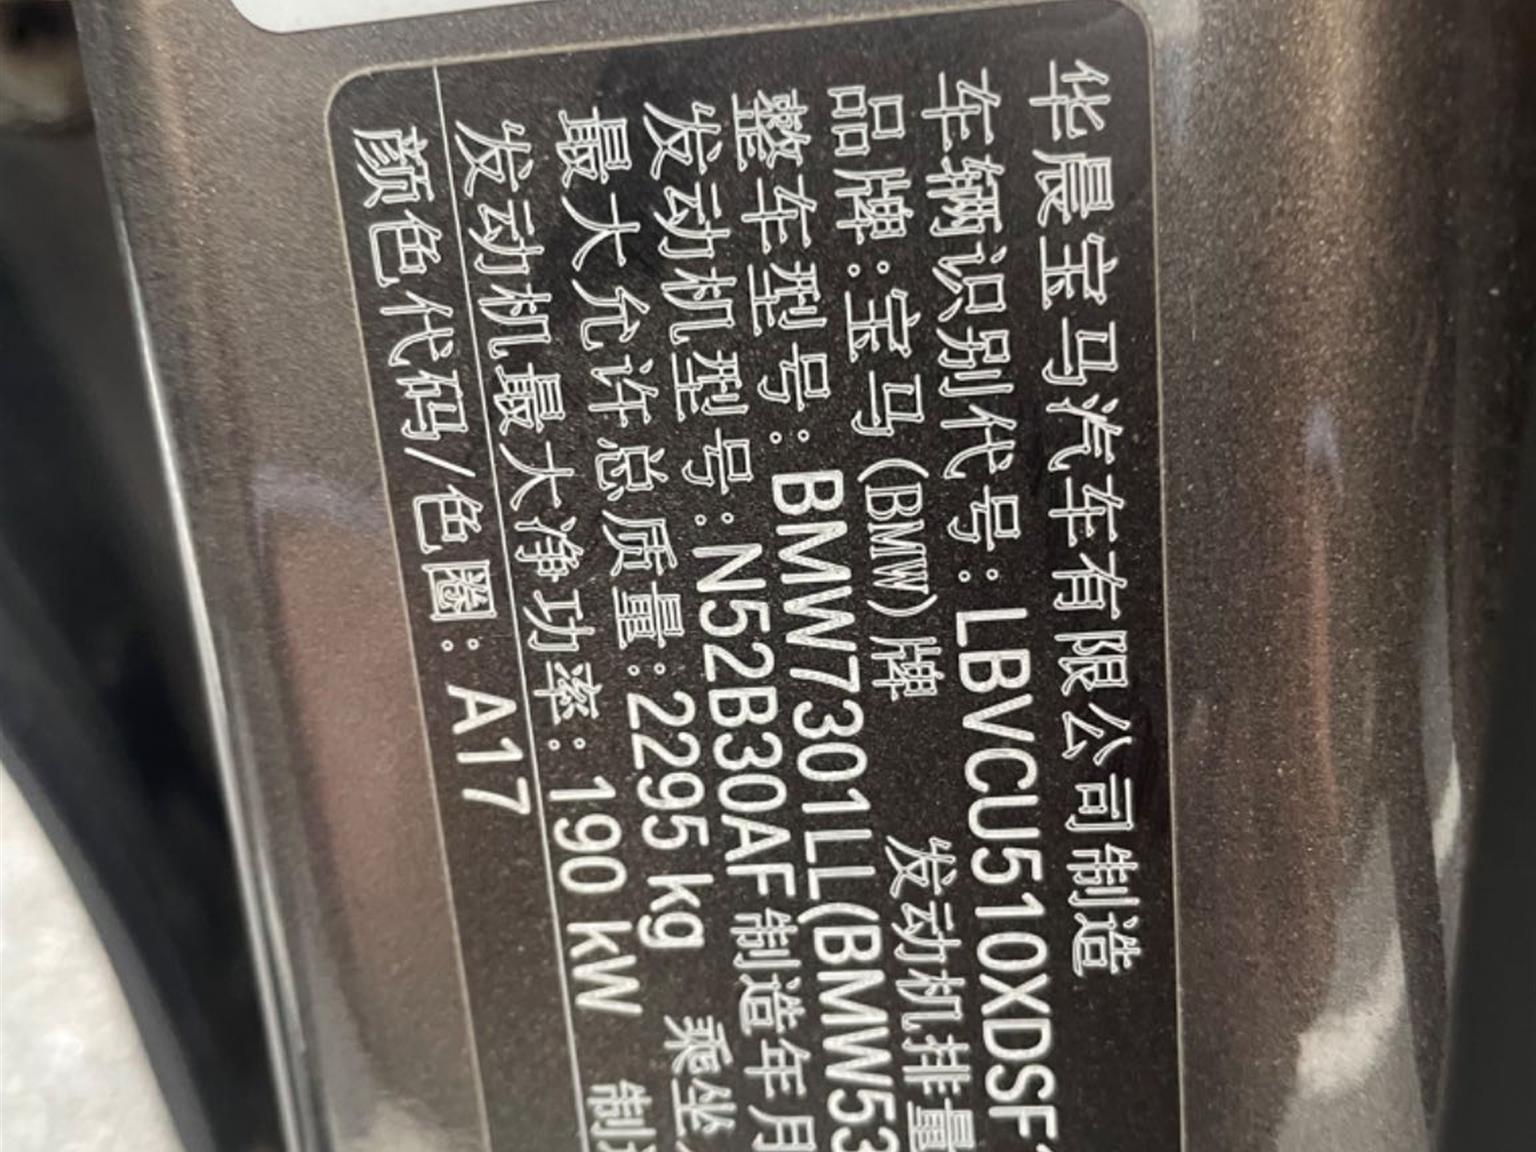 华晨宝马汽车有限公司制造
车辆识别代号：LBVCU510XDSF
品牌：宝马(BMW)牌 发动机排量
整车型号：BMW7301LL(BMW53
发动机型号：N52B30AF 制造年月
最大允许总质量：2295 kg 乘坐
发动机最大净功率：190 kW 制造
颜色代码/色圈：A17